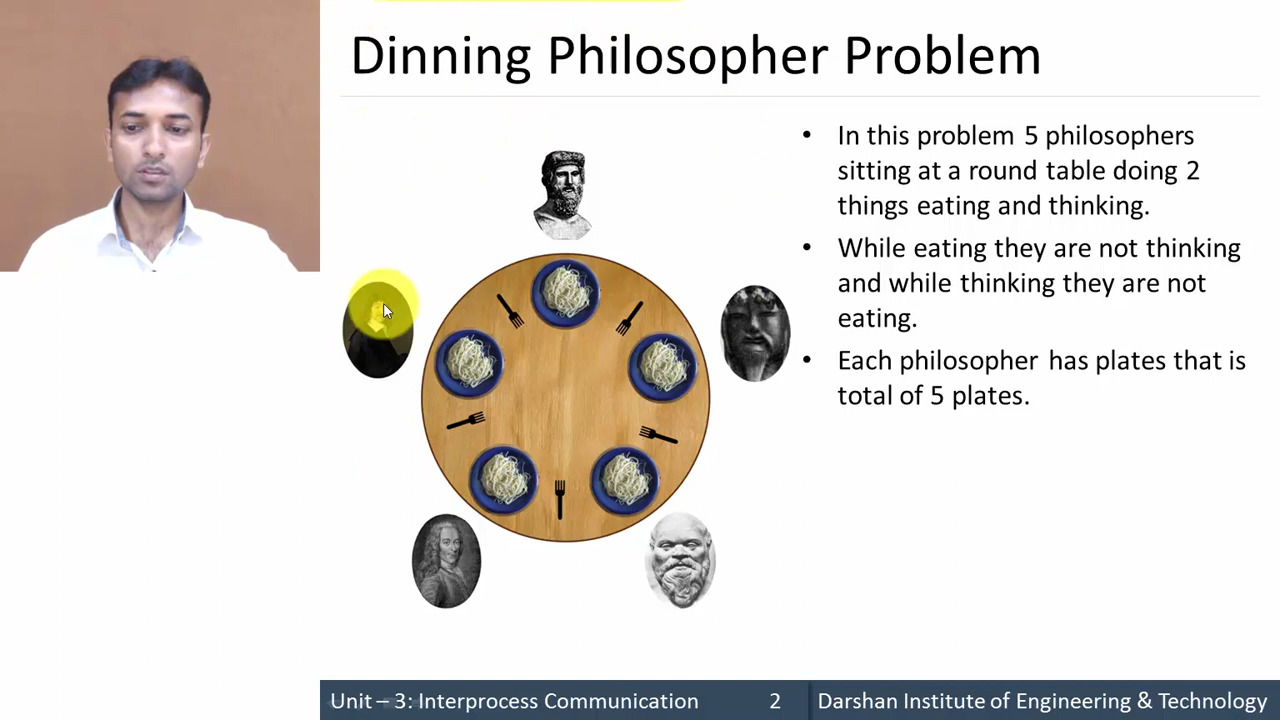 Dinning Philosopher Problem
• In this problem 5 philosophers
sitting at a round table doing 2
things eating and thinking.
• While eating they are not thinking
and while thinking they are not
eating.
• Each philosopher has plates that is
total of 5 plates.
Unit – 3: Interprocess Communication 2 Darshan Institute of Engineering & Technology